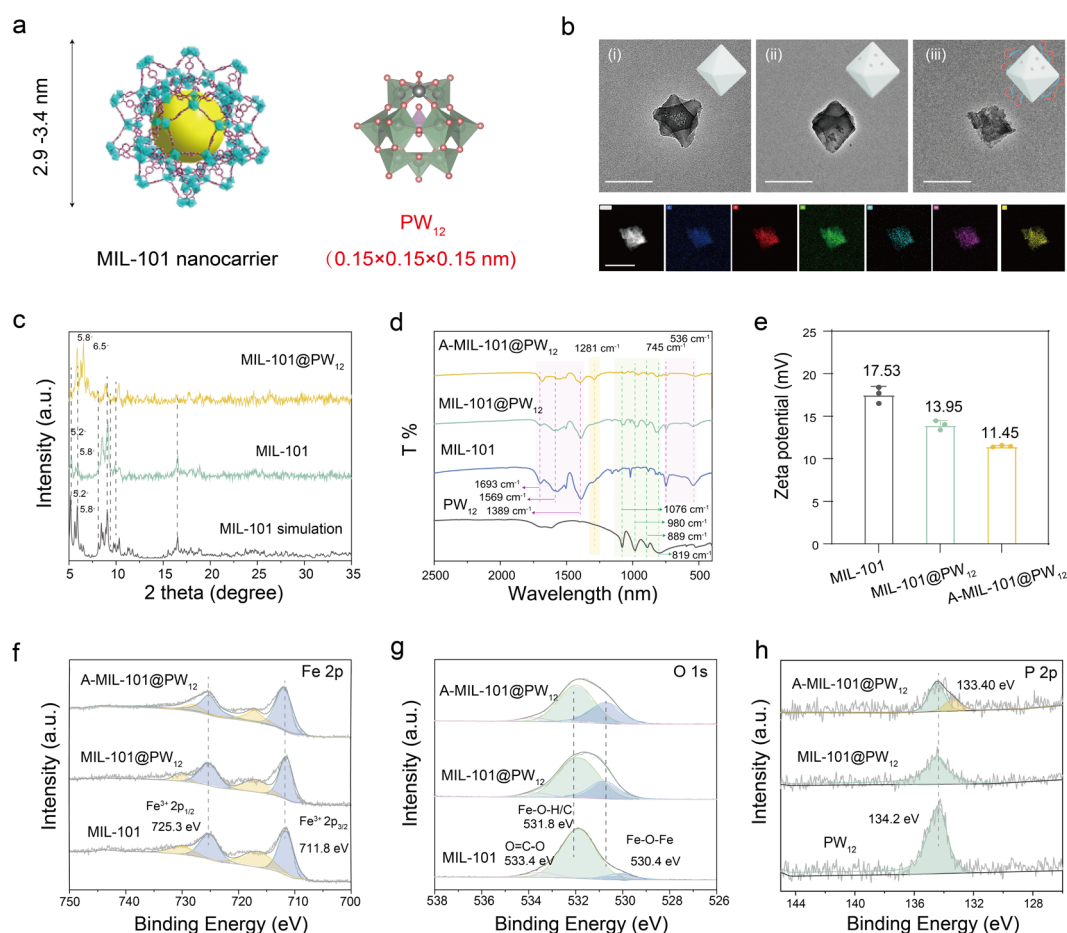 a
2.9 -3.4 nm
MIL-101 nanocarrier
PW12
(0.15×0.15×0.15 nm)
b
(i)
(ii)
(iii)
c
5.8
6.5
MIL-101@PW12
5.2
5.8
MIL-101
5.2
5.8
MIL-101 simulation
Intensity (a.u.)
5
10
15
20
25
30
35
2 theta (degree)
d
A-MIL-101@PW12
1281 cm-1
745 cm-1
536 cm-1
MIL-101@PW12
MIL-101
PW12
1693 cm-1
1569 cm-1
1389 cm-1
1076 cm-1
980 cm-1
889 cm-1
819 cm-1
T %
2500
2000
1500
1000
500
Wavelength (nm)
e
Zeta potential (mV)
25
20
15
10
5
0
17.53
13.95
11.45
MIL-101
MIL-101@PW12
A-MIL-101@PW12
f
Fe 2p
A-MIL-101@PW12
MIL-101@PW12
Fe3+ 2p1/2
725.3 eV
Fe3+ 2p3/2
711.8 eV
MIL-101
Intensity (a.u.)
750
740
730
720
710
700
Binding Energy (eV)
g
O 1s
A-MIL-101@PW12
MIL-101@PW12
Fe-O-H/C
531.8 eV
O=C-O
533.4 eV
Fe-O-Fe
530.4 eV
MIL-101
Intensity (a.u.)
538
536
534
532
530
528
526
Binding Energy (eV)
h
P 2p
A-MIL-101@PW12
133.40 eV
MIL-101@PW12
134.2 eV
PW12
Intensity (a.u.)
144
140
136
132
128
Binding Energy (eV)